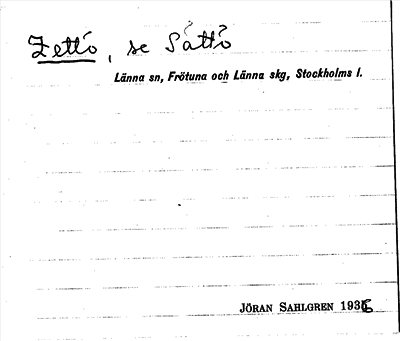 Zettö, se Sättö
Länna sn, Frötuna och Länna skg, Stockholms l.
JÖRAN SAHLGREN 1936